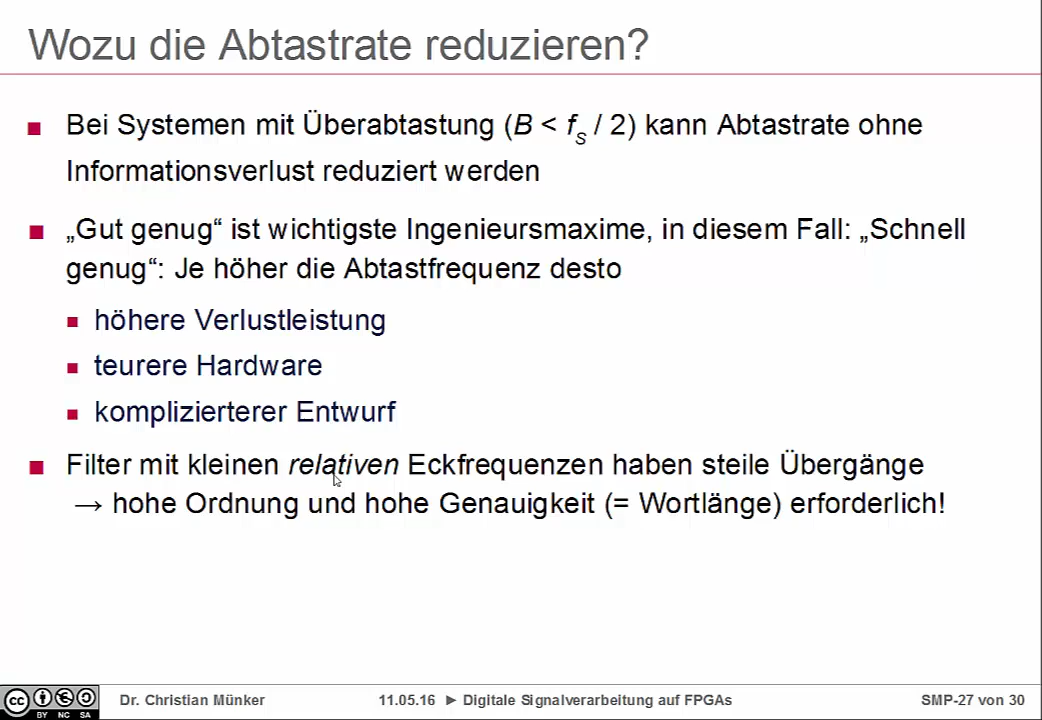 Wozu die Abtastrate reduzieren?
Bei Systemen mit Überabtastung (B < fS / 2) kann Abtastrate ohne
Informationsverlust reduziert werden
„Gut genug“ ist wichtigste Ingenieursmaxime, in diesem Fall: „Schnell
genug“: Je höher die Abtastfrequenz desto
höhere Verlustleistung
teurere Hardware
komplizierterer Entwurf
Filter mit kleinen relativen Eckfrequenzen haben steile Übergänge
→ hohe Ordnung und hohe Genauigkeit (= Wortlänge) erforderlich!
cc BY NC SA Dr. Christian Münker 11.05.16 ► Digitale Signalverarbeitung auf FPGAs SMP-27 von 30